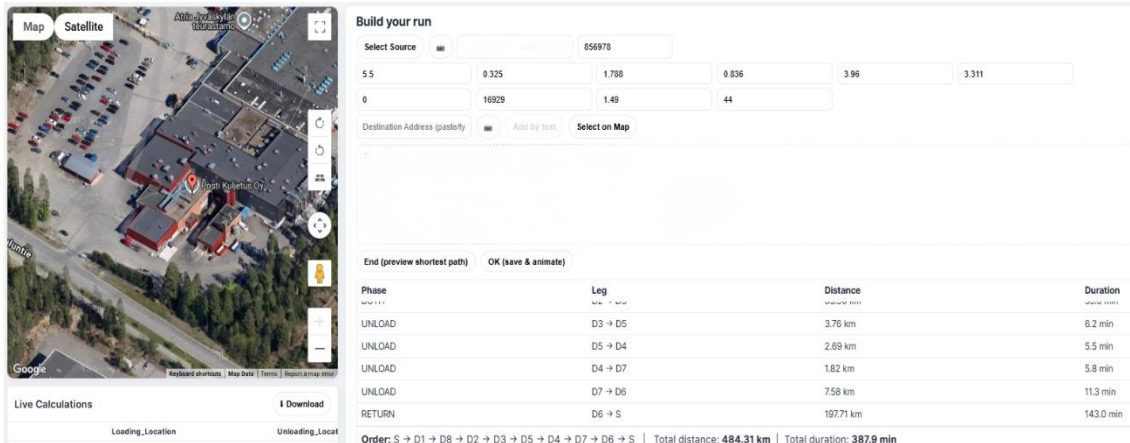 Map
Satellite
Atria Jyväskylän
teurastamo
Posti Kuljetus Oy
luntie
Google
Keyboard shortcuts
Map Data
Terms
Report a map error
Live Calculations
Download
Loading_Location
Unloading_Locat
Build your run
Select Source
856978
5.5 0.325 1.788 0.836 3.96 3.311
0 16929 1.49 44
Destination Address (paste/ty
Add by text
Select on Map
End (preview shortest path)
OK (save & animate)
Phase Leg Distance Duration
UNLOAD D3 → D5 3.76 km 6.2 min
UNLOAD D5 → D4 2.69 km 5.5 min
UNLOAD D4 → D7 1.82 km 5.8 min
UNLOAD D7 → D6 7.58 km 11.3 min
RETURN D6 → S 197.71 km 143.0 min
Order: S → D1 → D8 → D2 → D3 → D5 → D4 → D7 → D6 → S | Total distance: 484.31 km | Total duration: 387.9 min